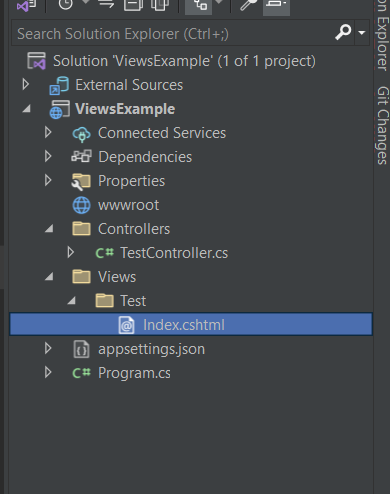 Search Solution Explorer (Ctrl+;)
Solution 'ViewsExample' (1 of 1 project)
External Sources
ViewsExample
Connected Services
Dependencies
Properties
wwwroot
Controllers
C# TestController.cs
Views
Test
Index.cshtml
appsettings.json
C# Program.cs
Git Changes